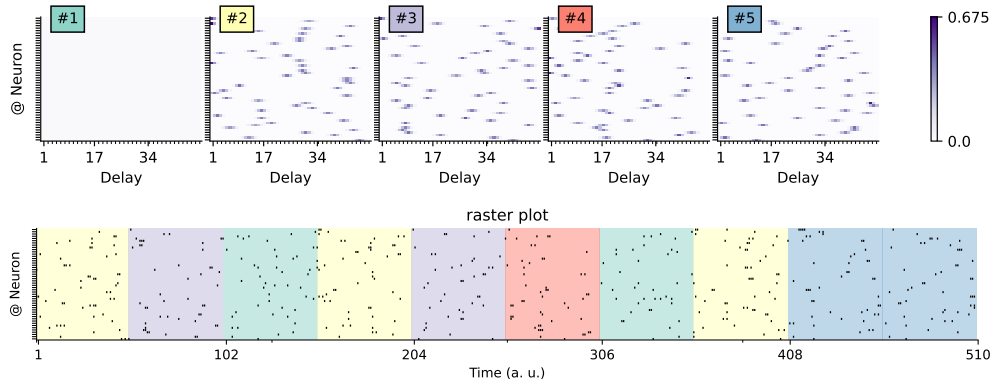 #1 #2 #3 #4 #5 0.675
@ Neuron
0.0
1 17 34 1 17 34 1 17 34 1 17 34 1 17 34
Delay Delay Delay Delay Delay
raster plot
@ Neuron
1 102 204 306 408 510
Time (a. u.)